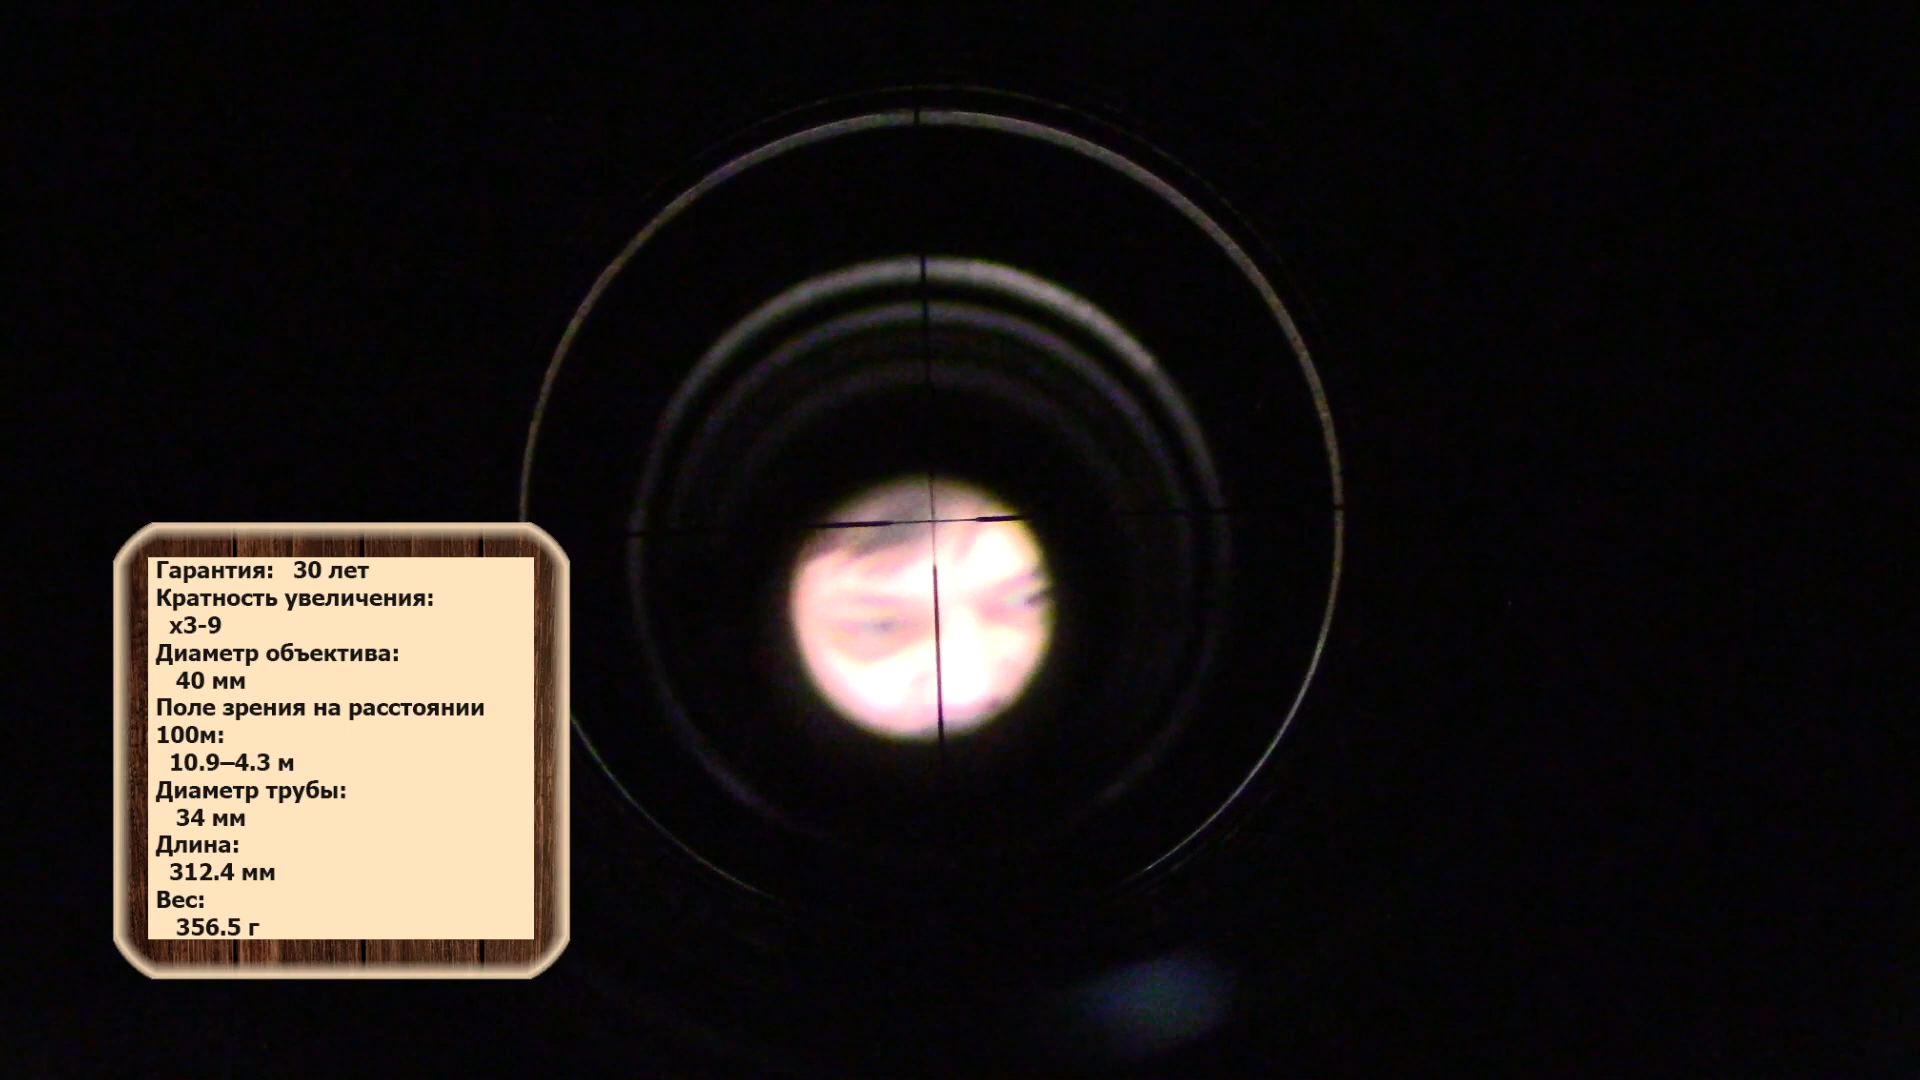 Гарантия: 30 лет
Кратность увеличения:
x3-9
Диаметр объектива:
40 мм
Поле зрения на расстоянии
100м:
10.9–4.3 м
Диаметр трубы:
34 мм
Длина:
312.4 мм
Вес:
356.5 г